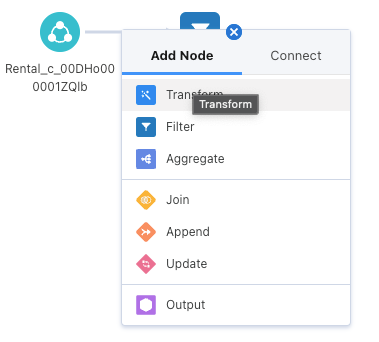 Rental_c_00DHo00
0001ZQIb
Add Node
Connect
Transform
Transform
Filter
Aggregate
Join
Append
Update
Output